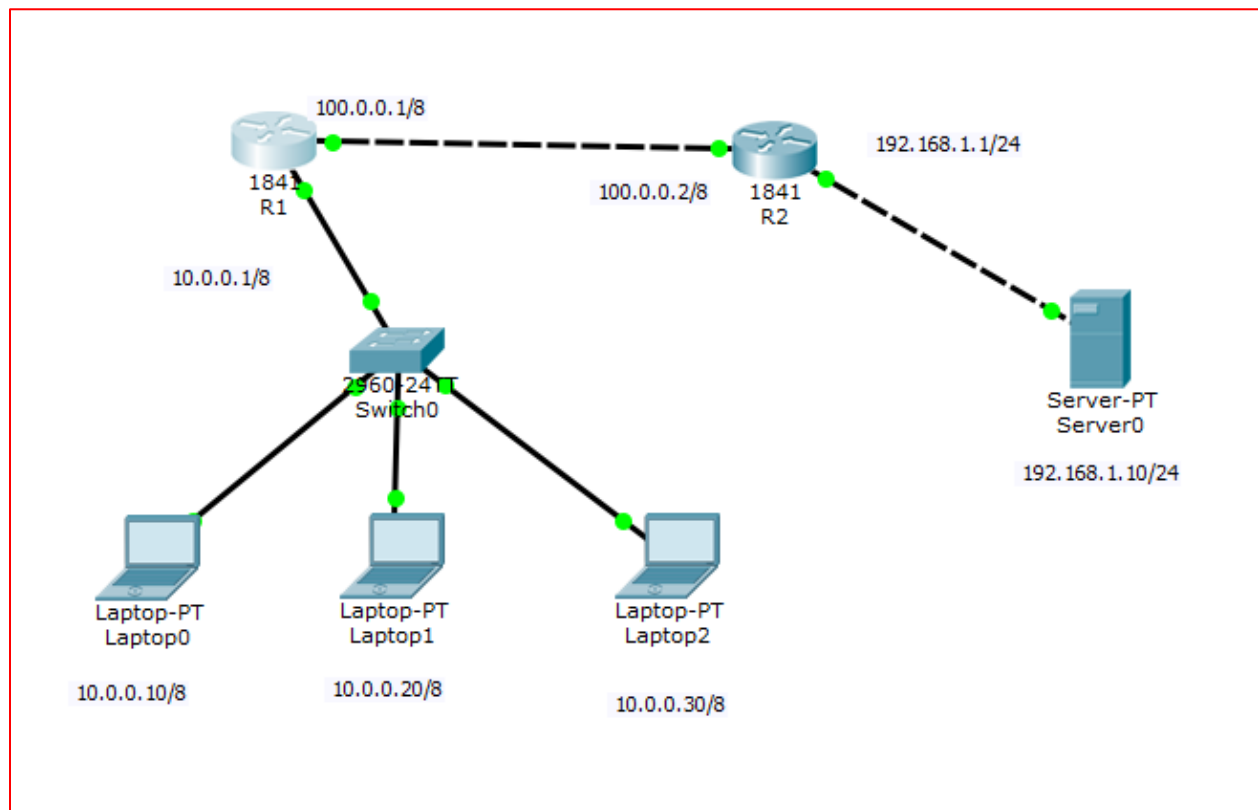 100.0.0.1/8
1841
R1
100.0.0.2/8
1841
R2
192.168.1.1/24
10.0.0.1/8
2960-24TT
Switch0
Server-PT
Server0
192.168.1.10/24
Laptop-PT
Laptop0
10.0.0.10/8
Laptop-PT
Laptop1
10.0.0.20/8
Laptop-PT
Laptop2
10.0.0.30/8